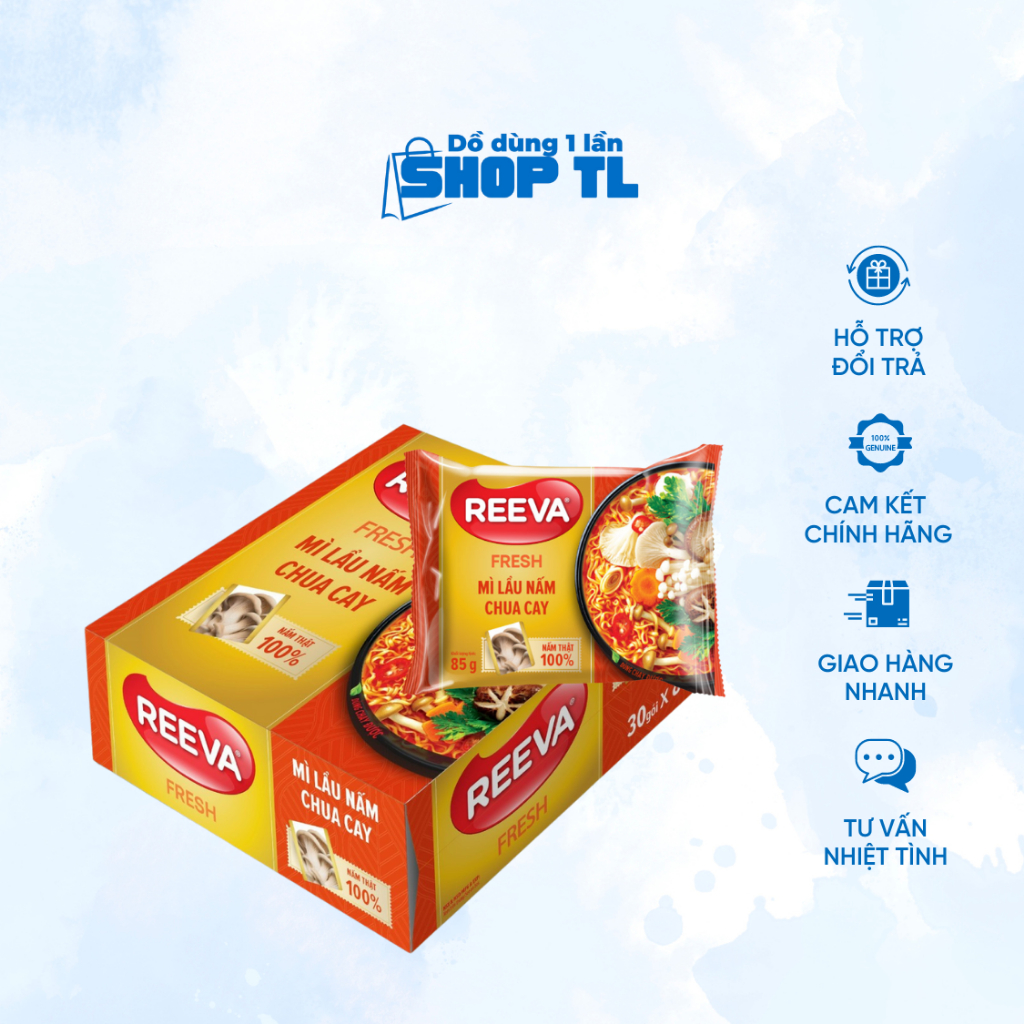 Dồ dùng 1 lần
SHOP TL
HỖ TRỢ
ĐỔI TRẢ
100%
GENUINE
CAM KẾT
CHÍNH HÃNG
GIAO HÀNG
NHANH
TƯ VẤN
NHIỆT TÌNH
REEVA
FRESH
MÌ LẨU NẤM
CHUA CAY
85 g
NẤM THẬT
100%
FRESH
MÌ LẨU NẤM
CHUA CAY
NẤM THẬT
100%
30gói X
REEVA
FRESH
MÌ LẨU NẤM
CHUA CAY
NẤM THẬT
100%
REEVA
FRESH